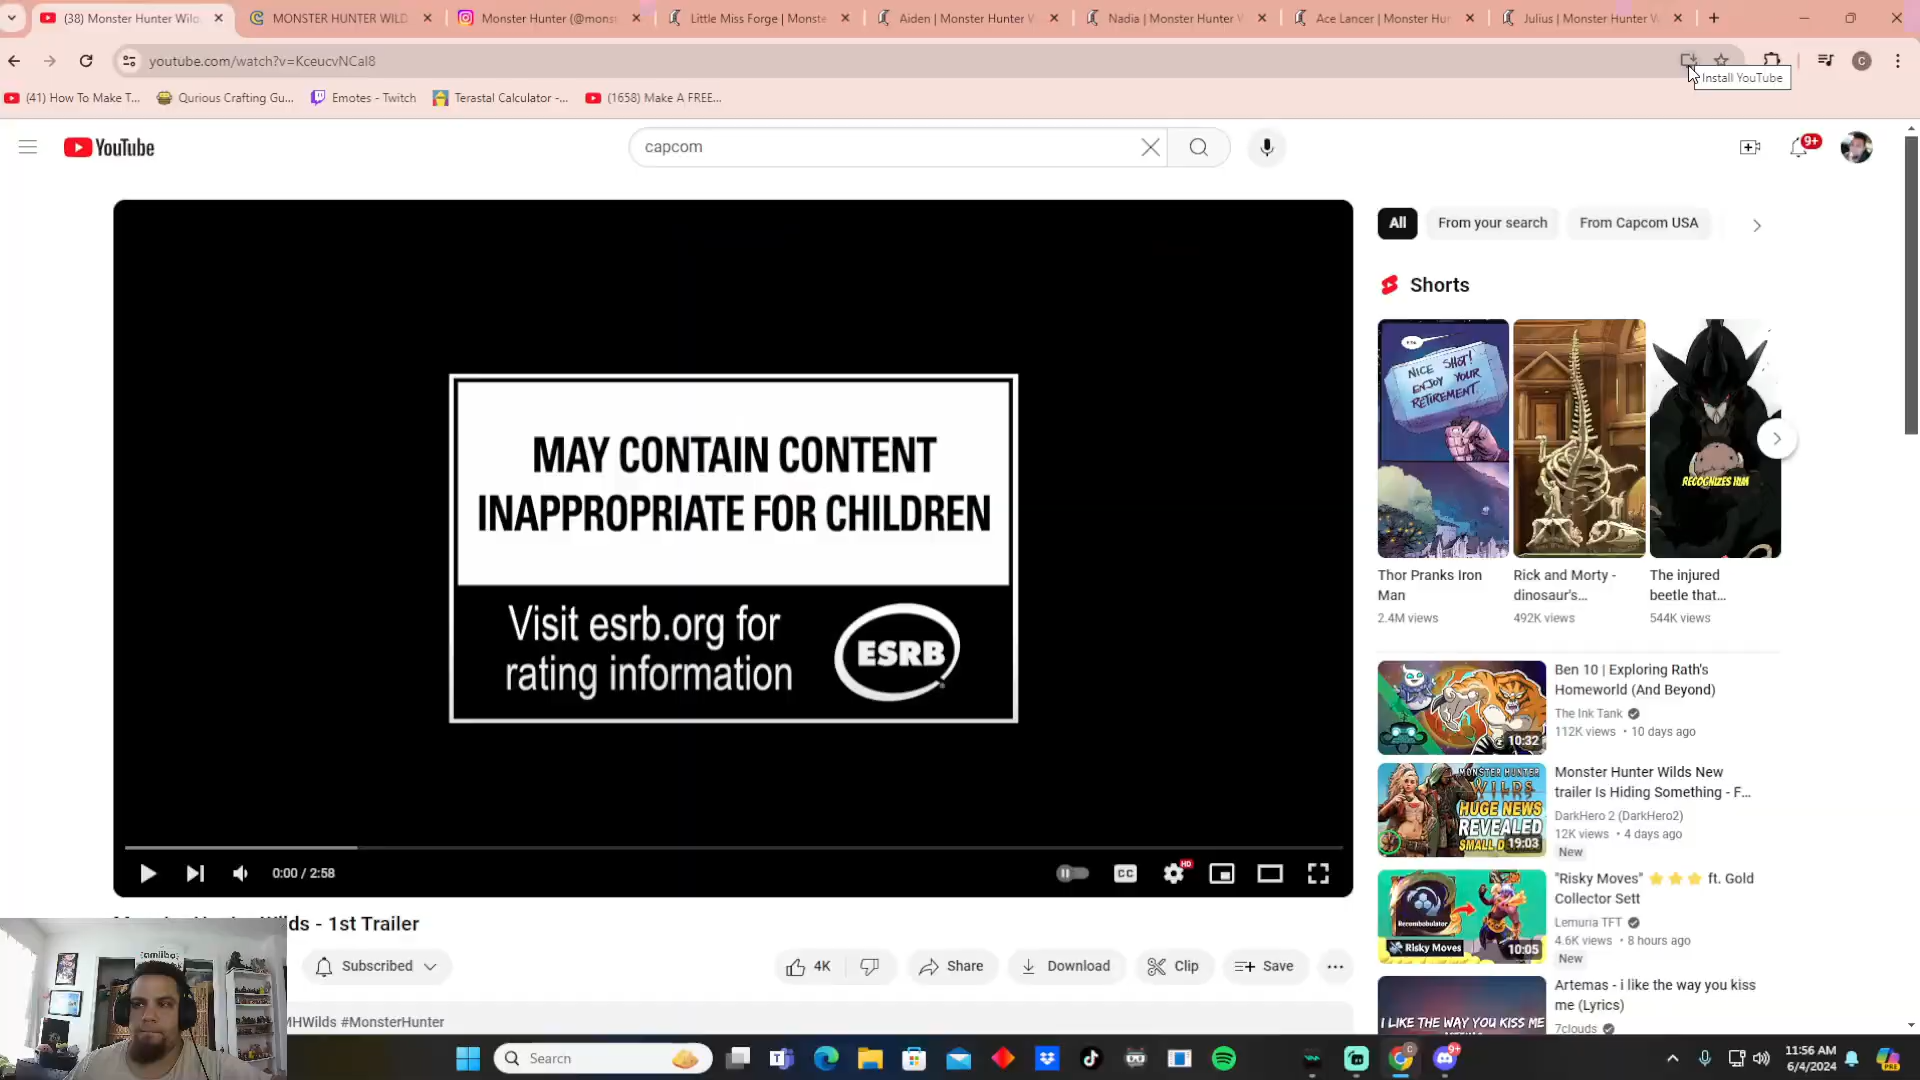 (38) Monster Hunter Wild
MONSTER HUNTER WILD
Monster Hunter (@mons
Little Miss Forge | Monste
Aiden | Monster Hunter W
Nadia | Monster Hunter V
Ace Lancer | Monster Hun
Julius | Monster Hunter W
youtube.com/watch?v=KceucvNCal8
Install YouTube
(41) How To Make T...
Qurious Crafting Gu...
Emotes - Twitch
Terastal Calculator -...
(1658) Make A FREE...
YouTube
capcom
9+
All
From your search
From Capcom USA
Shorts
MAY CONTAIN CONTENT
INAPPROPRIATE FOR CHILDREN
Visit esrb.org for
rating information
ESRB
NICE SHOT!
ENJOY YOUR
RETIREMENT.
RECOGNIZES HIM
Thor Pranks Iron
Man
2.4M views
Rick and Morty -
dinosaur's...
492K views
The injured
beetle that...
544K views
10:32
Ben 10 | Exploring Rath's
Homeworld (And Beyond)
The Ink Tank
112K views • 10 days ago
MONSTER HUNTER
WILDS
HUGE NEWS
REVEALED
SMALL D
19:03
Monster Hunter Wilds New
trailer Is Hiding Something - F...
DarkHero 2 (DarkHero2)
12K views • 4 days ago
New
Recombobulator
Risky Moves
10:05
"Risky Moves" ⭐⭐⭐ ft. Gold
Collector Sett
Lemuria TFT
4.6K views • 8 hours ago
New
I LIKE THE WAY YOU KISS ME
Artemas - i like the way you kiss
me (Lyrics)
7clouds
0:00 / 2:58
CC
HD
ds - 1st Trailer
Subscribed
4K
Share
Download
Clip
Save
MHWilds #MonsterHunter
amiibo
Search
C
9+
11:56 AM
6/4/2024
PRE